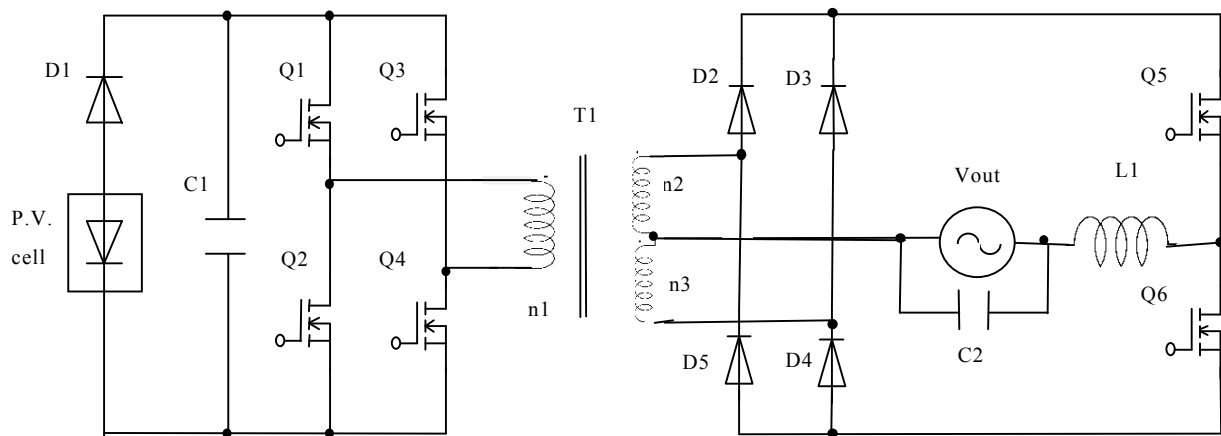 D1
Q1
Q3
D2
D3
Q5
T1
C1
n2
Vout
L1
P.V.
cell
Q2
Q4
n3
Q6
n1
D5
D4
C2